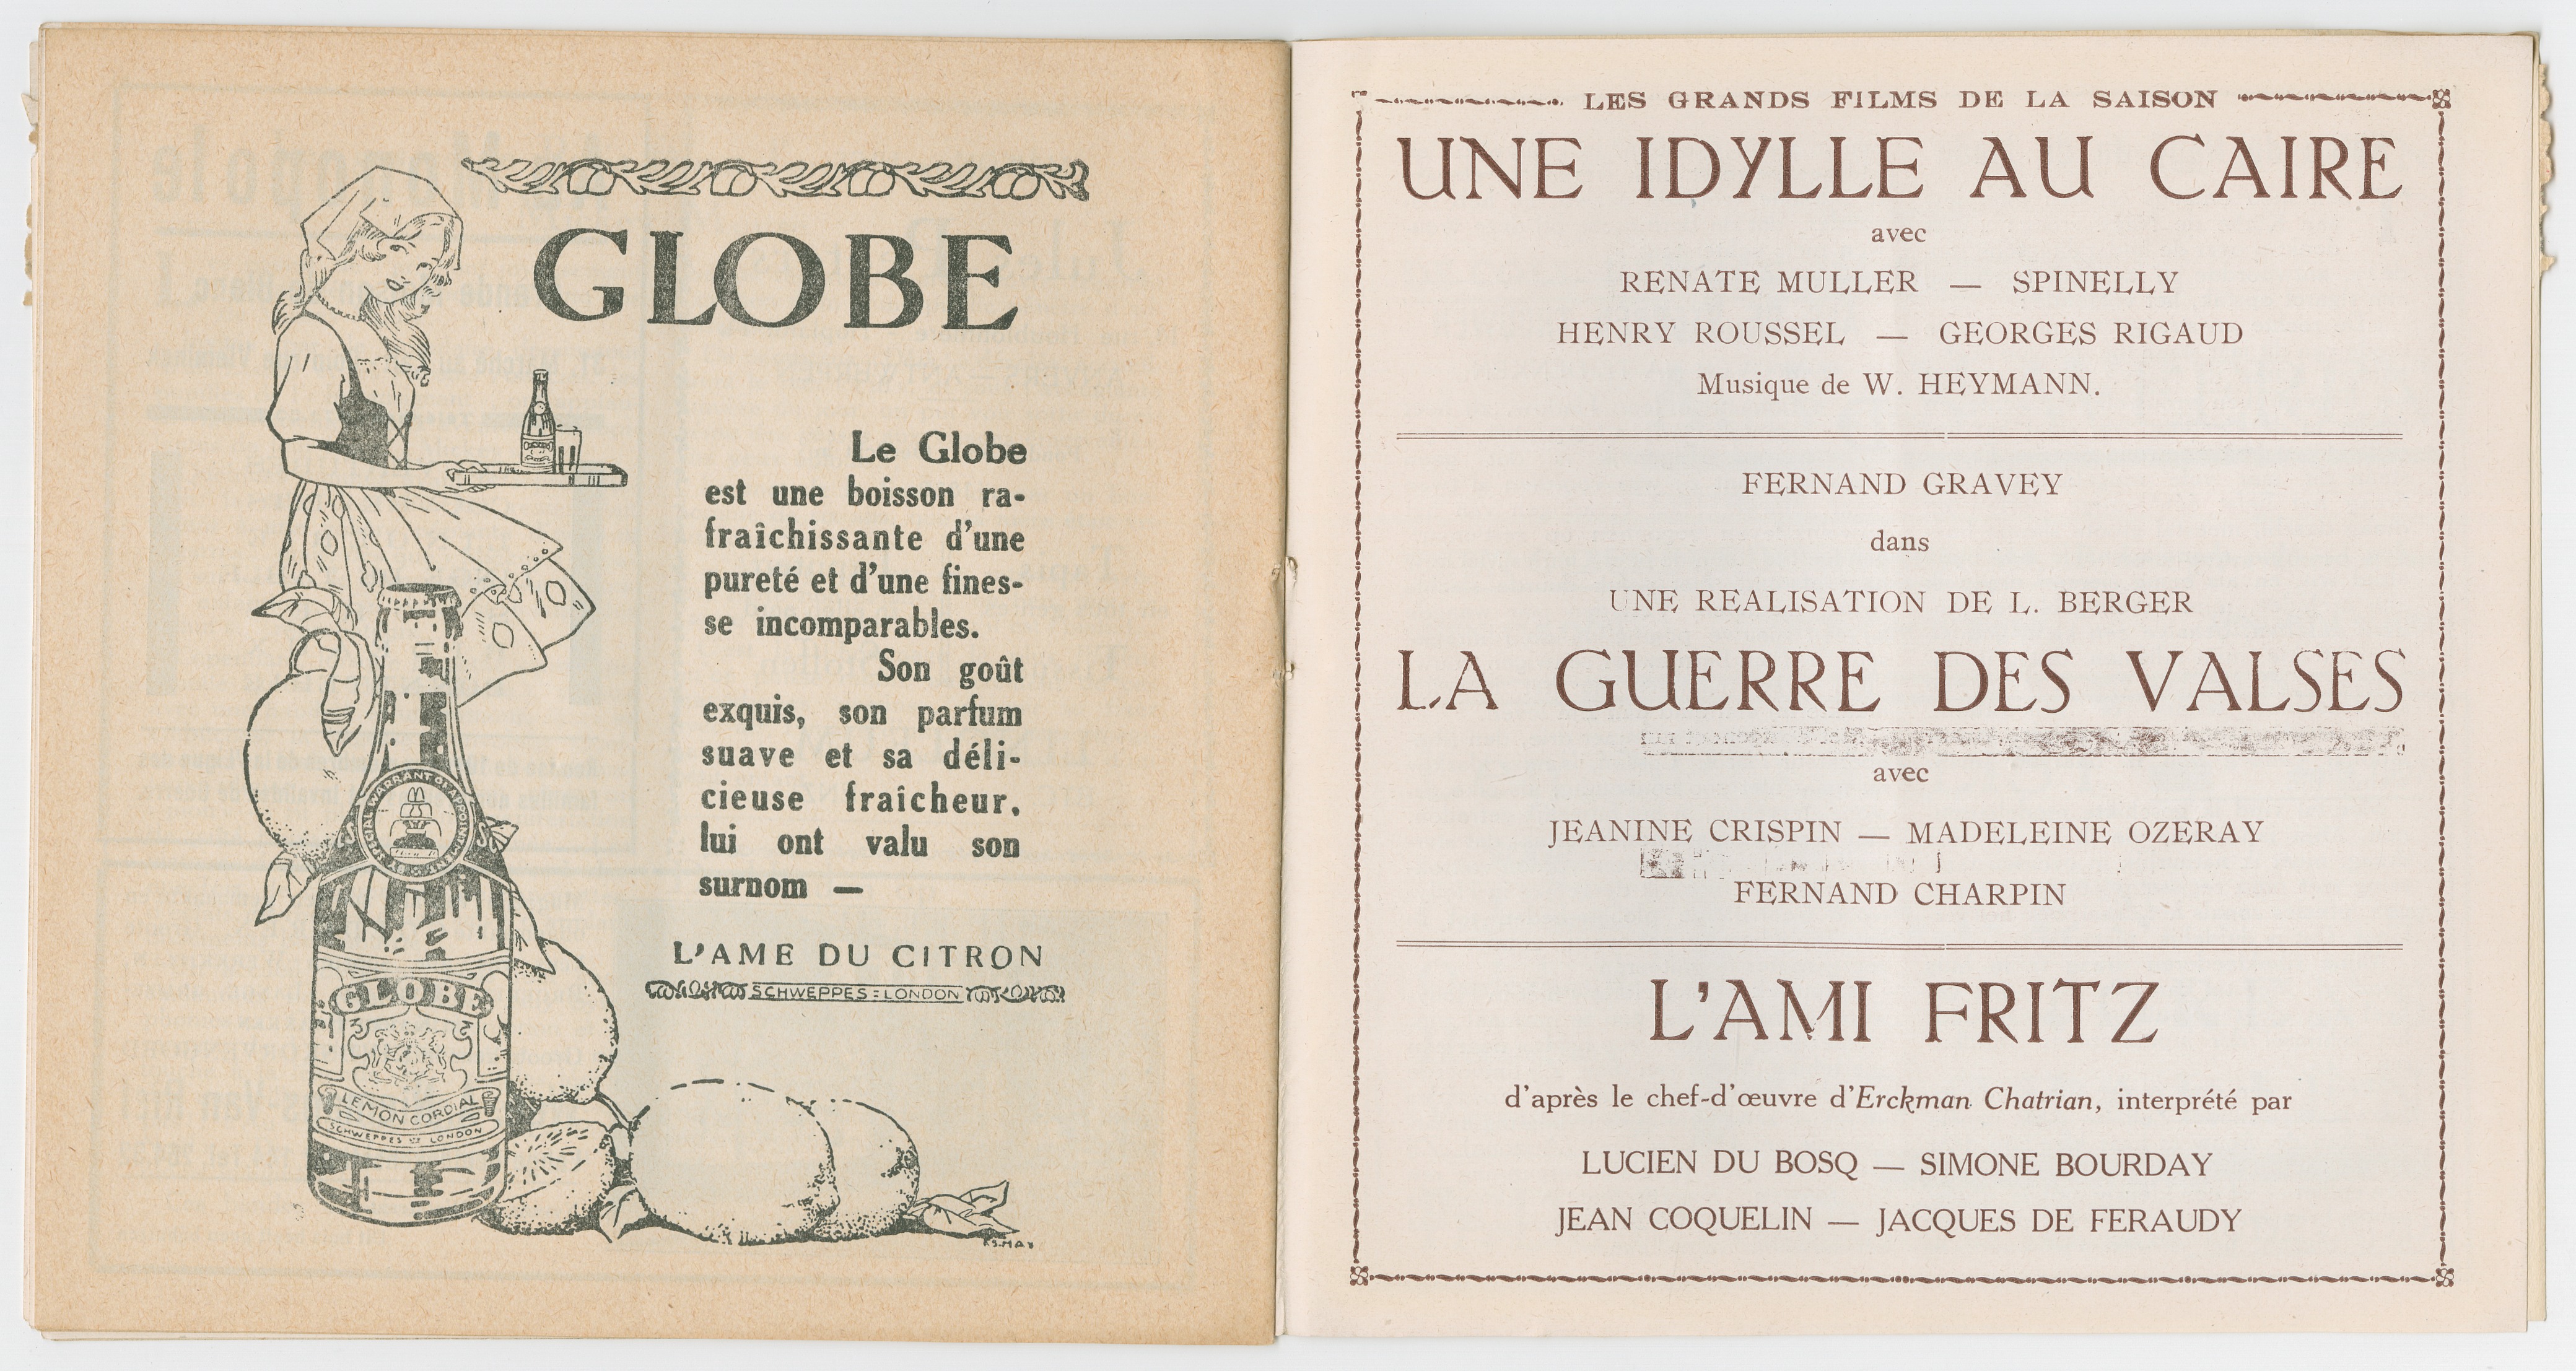 GLOBE
Le Globe
est une boisson ra-
fraîchissante d'une
pureté et d'une fines-
se incomparables.
Son goût
exquis, son parfum
suave et sa déli-
cieuse fraîcheur,
lui ont valu son
surnom —
L'AME DU CITRON
SCHWEPPES = LONDON
GLOBE
LEMON CORDIAL
SCHWEPPES LONDON
LES GRANDS FILMS DE LA SAISON
UNE IDYLLE AU CAIRE
avec
RENATE MULLER — SPINELLY
HENRY ROUSSEL — GEORGES RIGAUD
Musique de W. HEYMANN.
FERNAND GRAVEY
dans
UNE REALISATION DE L. BERGER
LA GUERRE DES VALSES
avec
JEANINE CRISPIN — MADELEINE OZERAY
FERNAND CHARPIN
L'AMI FRITZ
d'après le chef-d'œuvre d'Erckman Chatrian, interprété par
LUCIEN DU BOSQ — SIMONE BOURDAY
JEAN COQUELIN — JACQUES DE FERAUDY